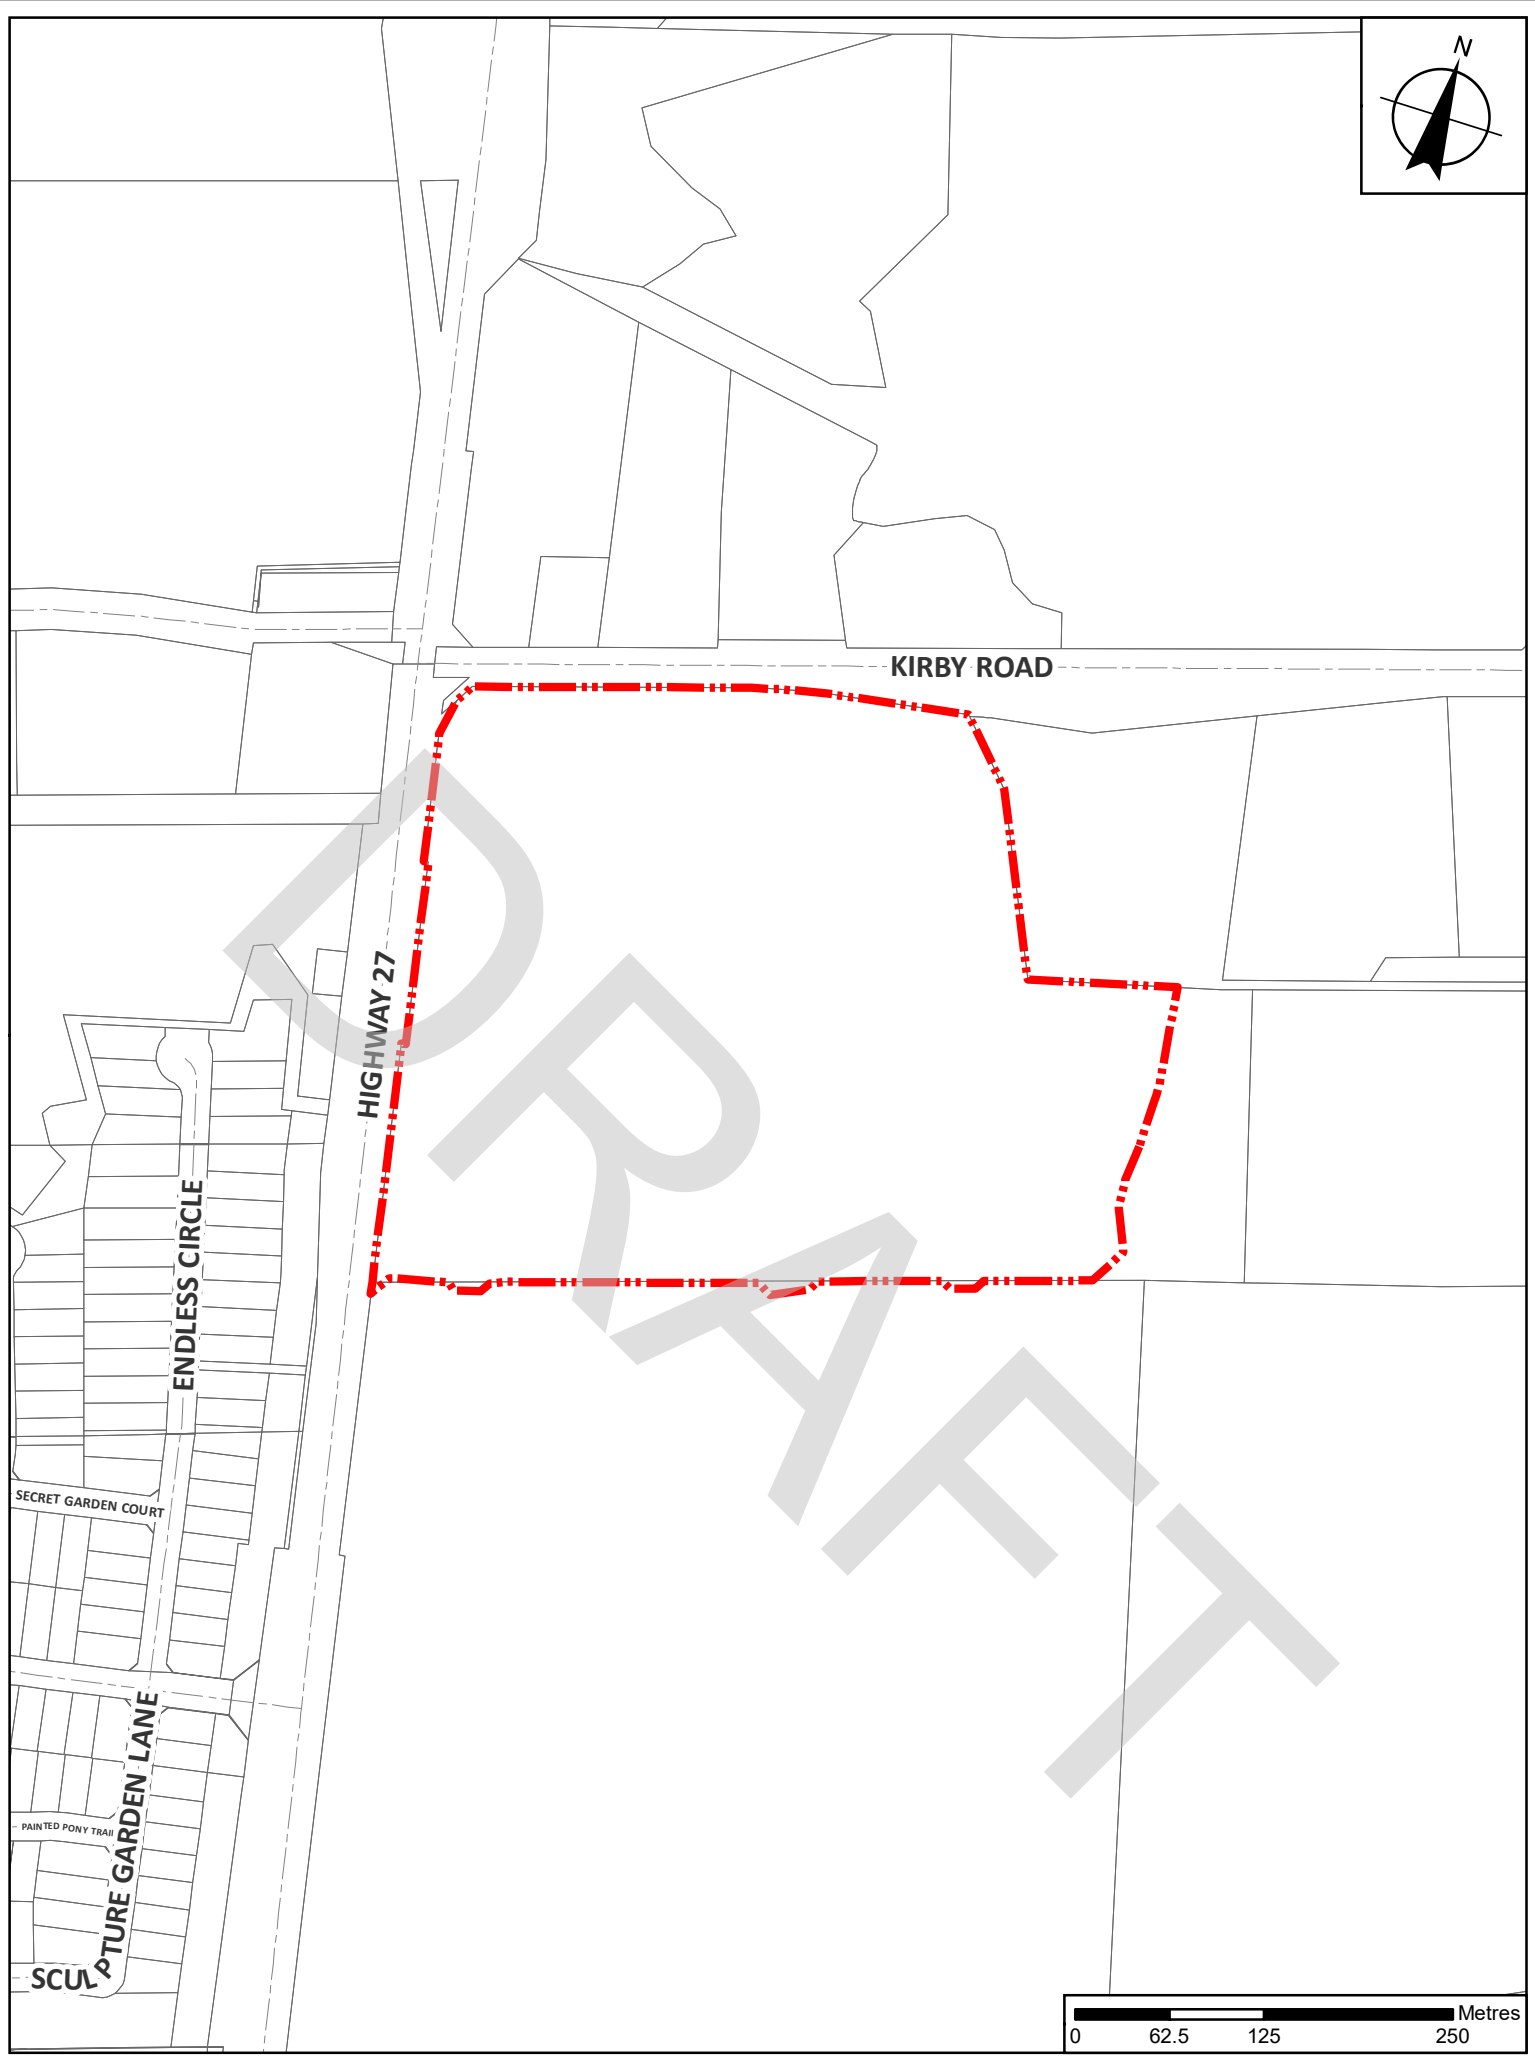 N
KIRBY ROAD
HIGHWAY 27
DRAFT
ENDLESS CIRCLE
SECRET GARDEN COURT
SCULPTURE GARDEN LANE
PAINTED PONY TRAIL
Metres
0 62.5 125 250